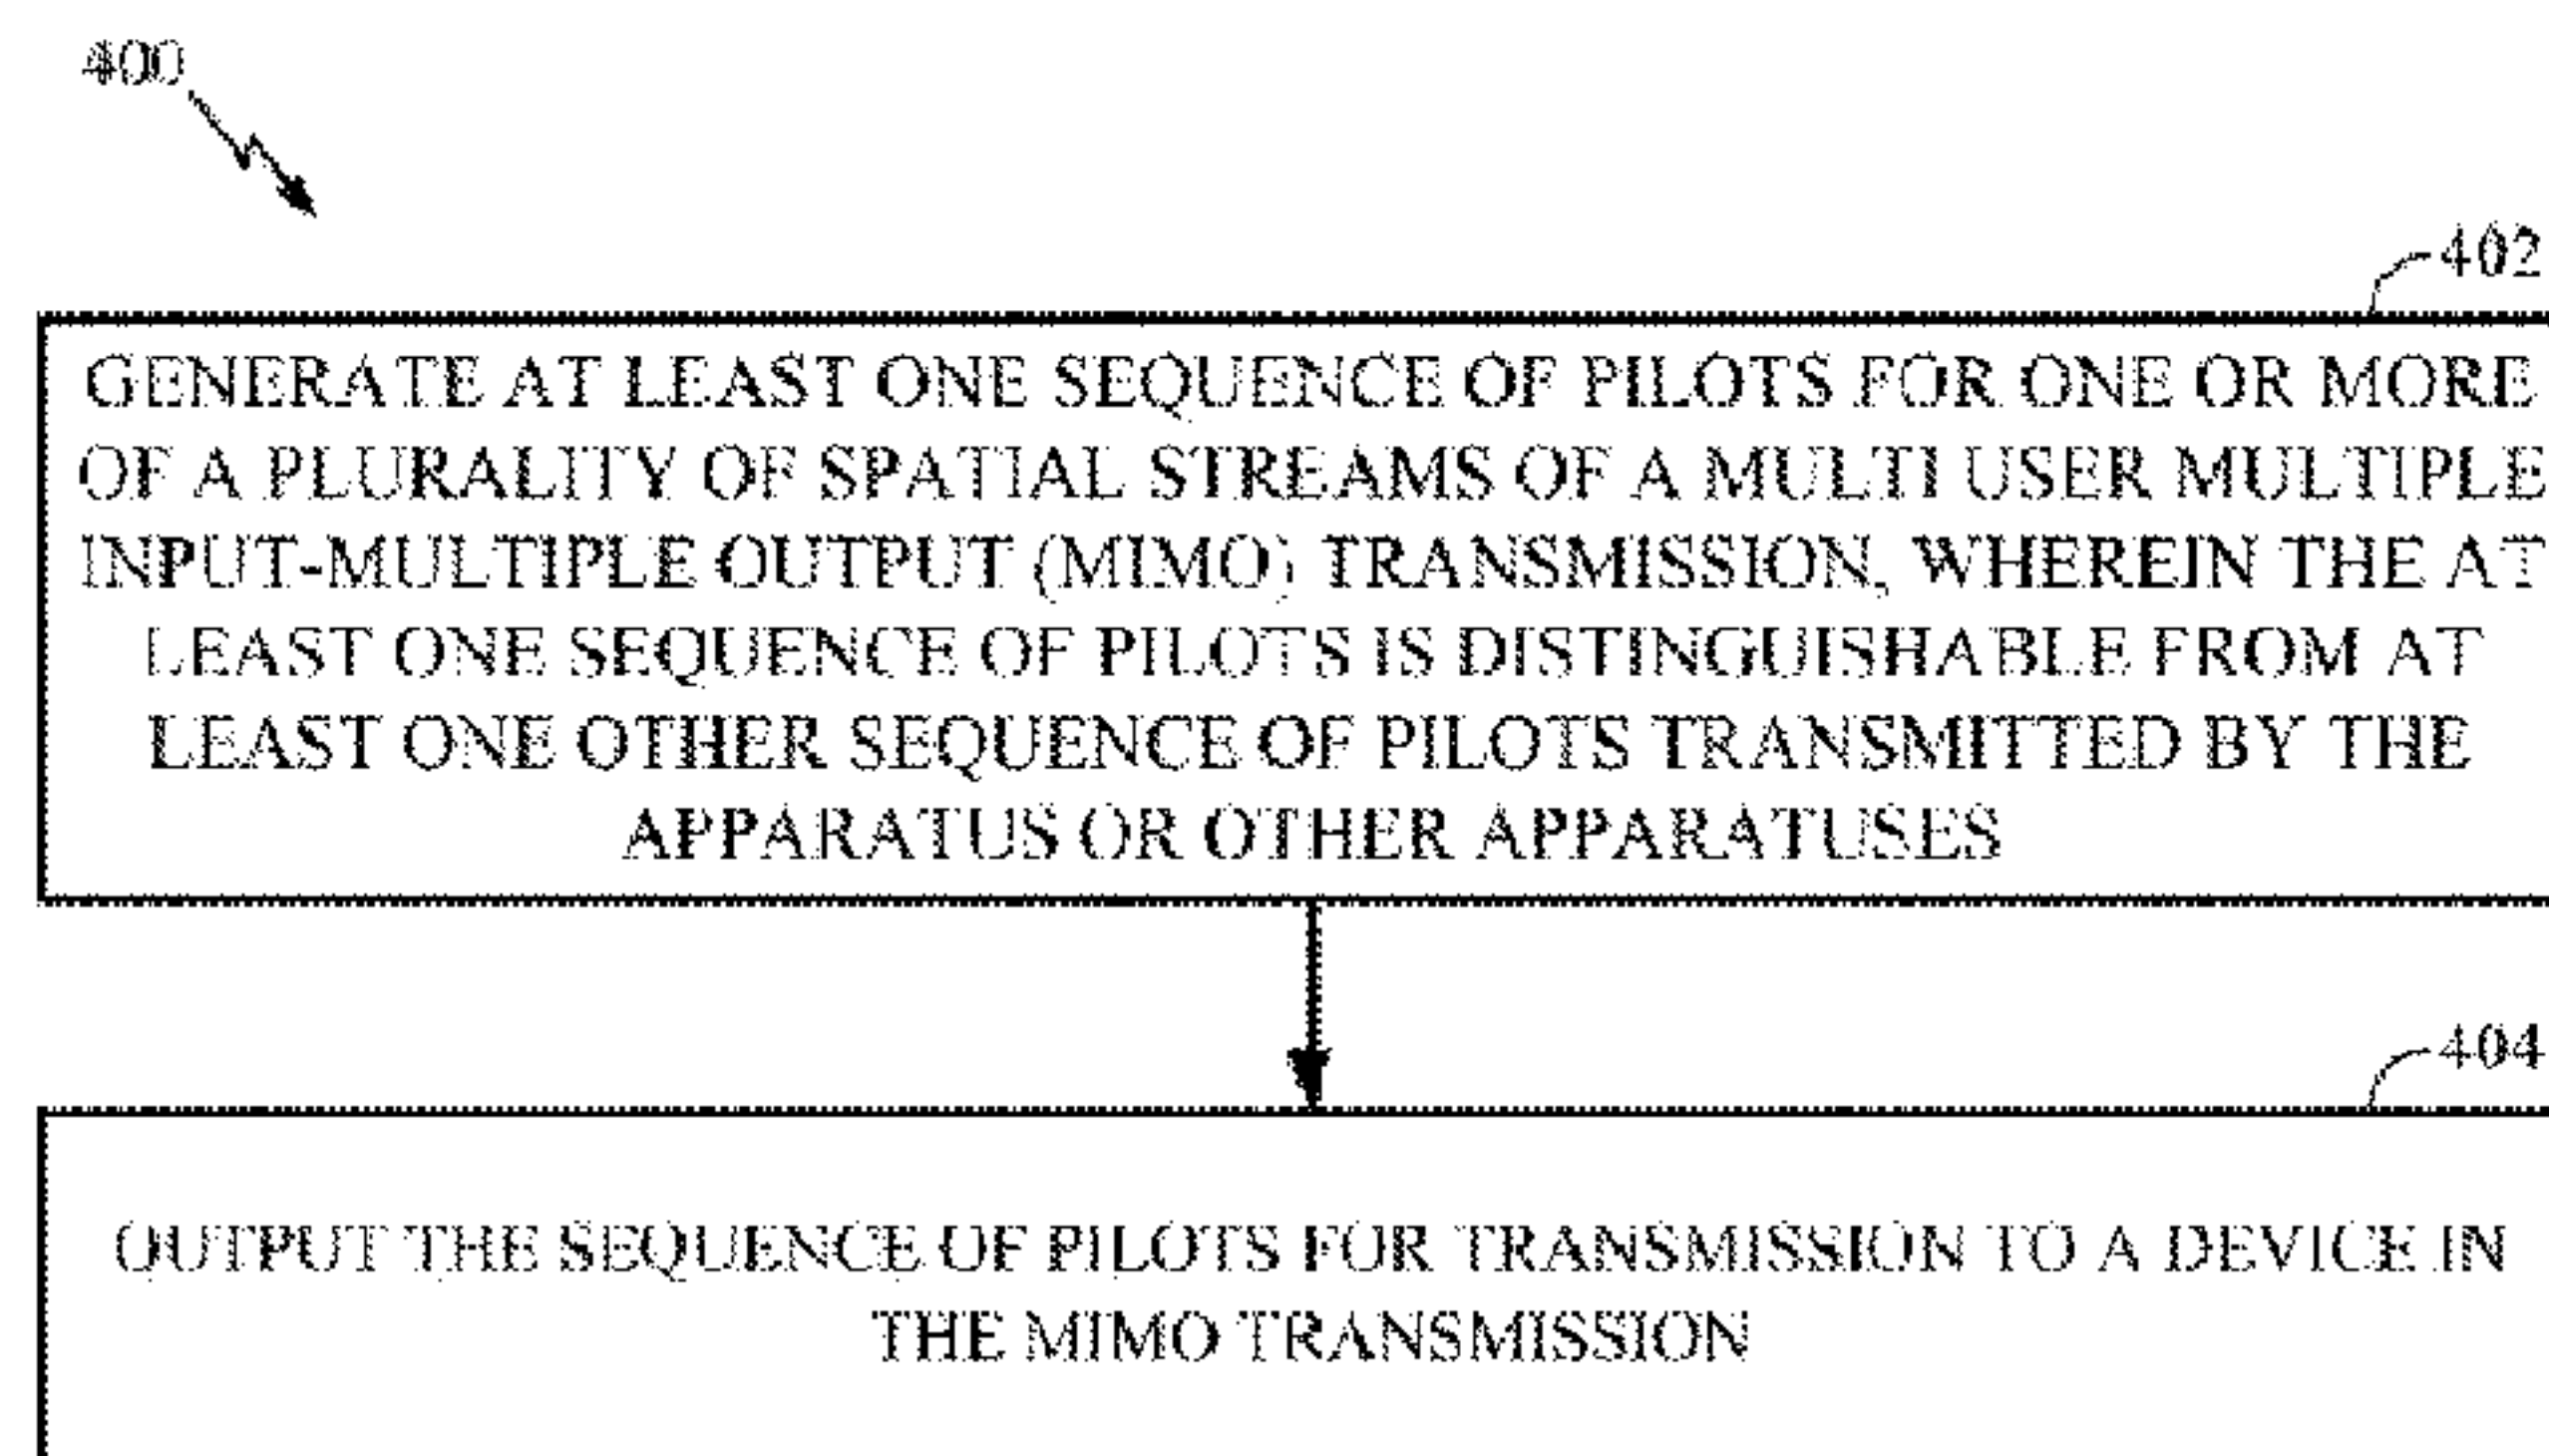 400
402
GENERATE AT LEAST ONE SEQUENCE OF PILOTS FOR ONE OR MORE
OF A PLURALITY OF SPATIAL STREAMS OF A MULTI USER MULTIPLE
INPUT-MULTIPLE OUTPUT (MIMO) TRANSMISSION, WHEREIN THE AT
LEAST ONE SEQUENCE OF PILOTS IS DISTINGUISHABLE FROM AT
LEAST ONE OTHER SEQUENCE OF PILOTS TRANSMITTED BY THE
APPARATUS OR OTHER APPARATUSES
404
OUTPUT THE SEQUENCE OF PILOTS FOR TRANSMISSION TO A DEVICE IN
THE MIMO TRANSMISSION